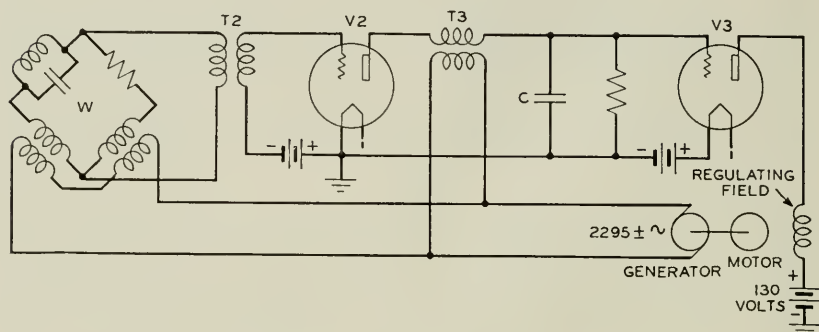 T2
V2
T3
V3
W
C
- +
- +
REGULATING
FIELD
2295± ~
GENERATOR
MOTOR
+
130
VOLTS
-